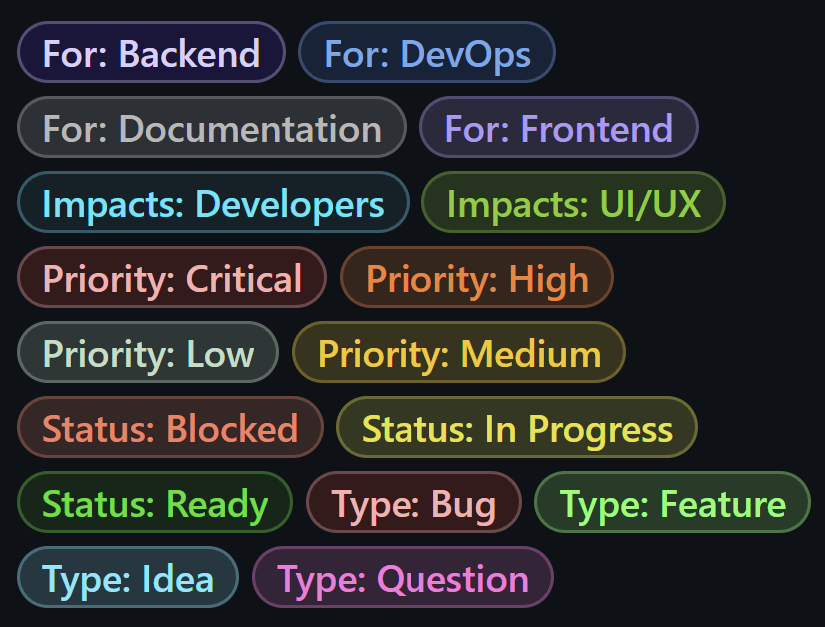 For: Backend For: DevOps
For: Documentation For: Frontend
Impacts: Developers Impacts: UI/UX
Priority: Critical Priority: High
Priority: Low Priority: Medium
Status: Blocked Status: In Progress
Status: Ready Type: Bug Type: Feature
Type: Idea Type: Question